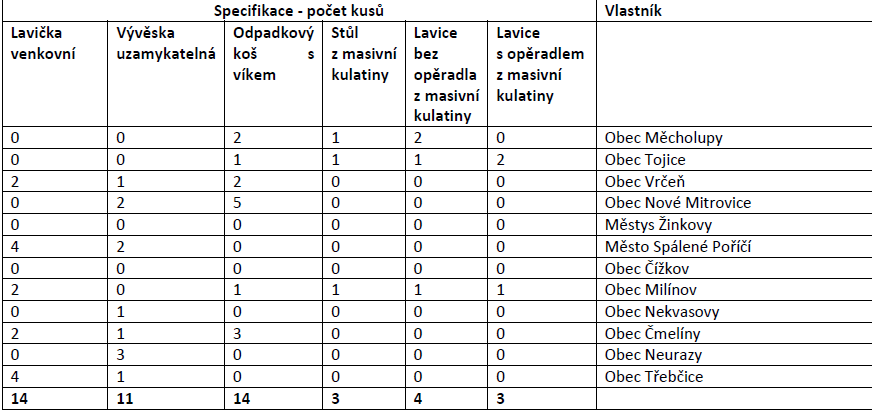 Specifikace - počet kusů Vlastník
Lavička venkovní Vývěska uzamykatelná Odpadkový koš s víkem Stůl z masivní kulatiny Lavice bez opěradla z masivní kulatiny Lavice s opěradlem z masivní kulatiny
0 0 2 1 2 0 Obec Měcholupy
0 0 1 1 1 2 Obec Tojice
2 1 2 0 0 0 Obec Vrčeň
0 2 5 0 0 0 Obec Nové Mitrovice
0 0 0 0 0 0 Městys Žinkovy
4 2 0 0 0 0 Město Spálené Poříčí
0 0 0 0 0 0 Obec Čížkov
2 0 1 1 1 1 Obec Milínov
0 1 0 0 0 0 Obec Nekvasovy
2 1 3 0 0 0 Obec Čmelíny
0 3 0 0 0 0 Obec Neurazy
4 1 0 0 0 0 Obec Třebčice
14 11 14 3 4 3